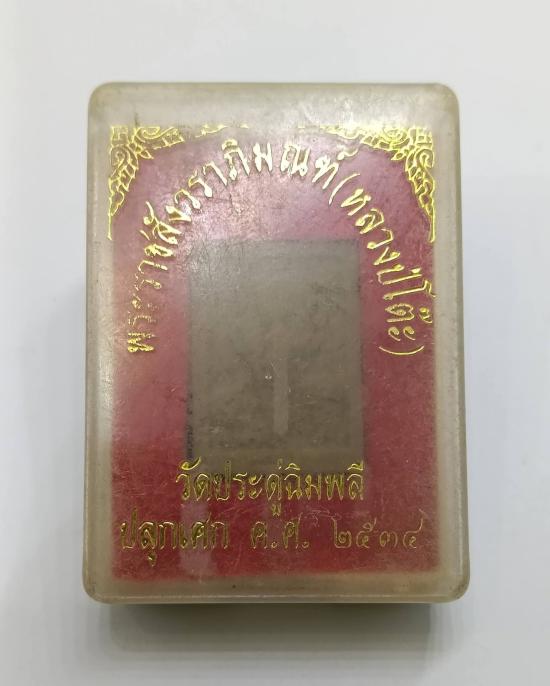 พระราชสังวราภิมณฑ์(หลวงปู่โต๊ะ)
วัดประดู่ฉิมพลี
ปลุกเศก ค.ศ. ๒๕๓๔